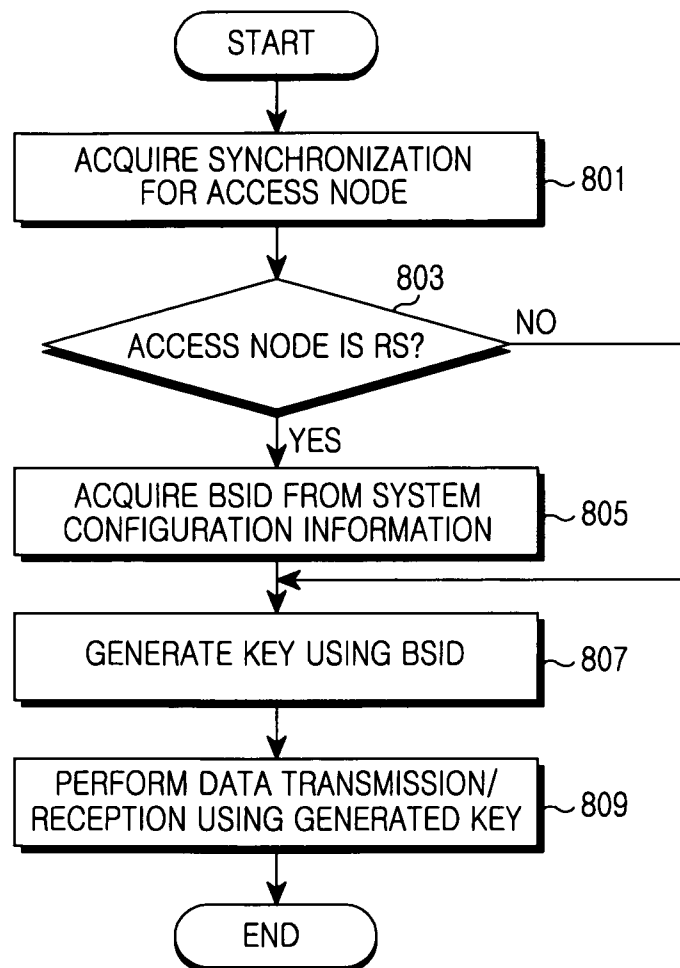 START
ACQUIRE SYNCHRONIZATION
FOR ACCESS NODE
801
803
ACCESS NODE IS RS?
NO
YES
ACQUIRE BSID FROM SYSTEM
CONFIGURATION INFORMATION
805
GENERATE KEY USING BSID
807
PERFORM DATA TRANSMISSION/
RECEPTION USING GENERATED KEY
809
END